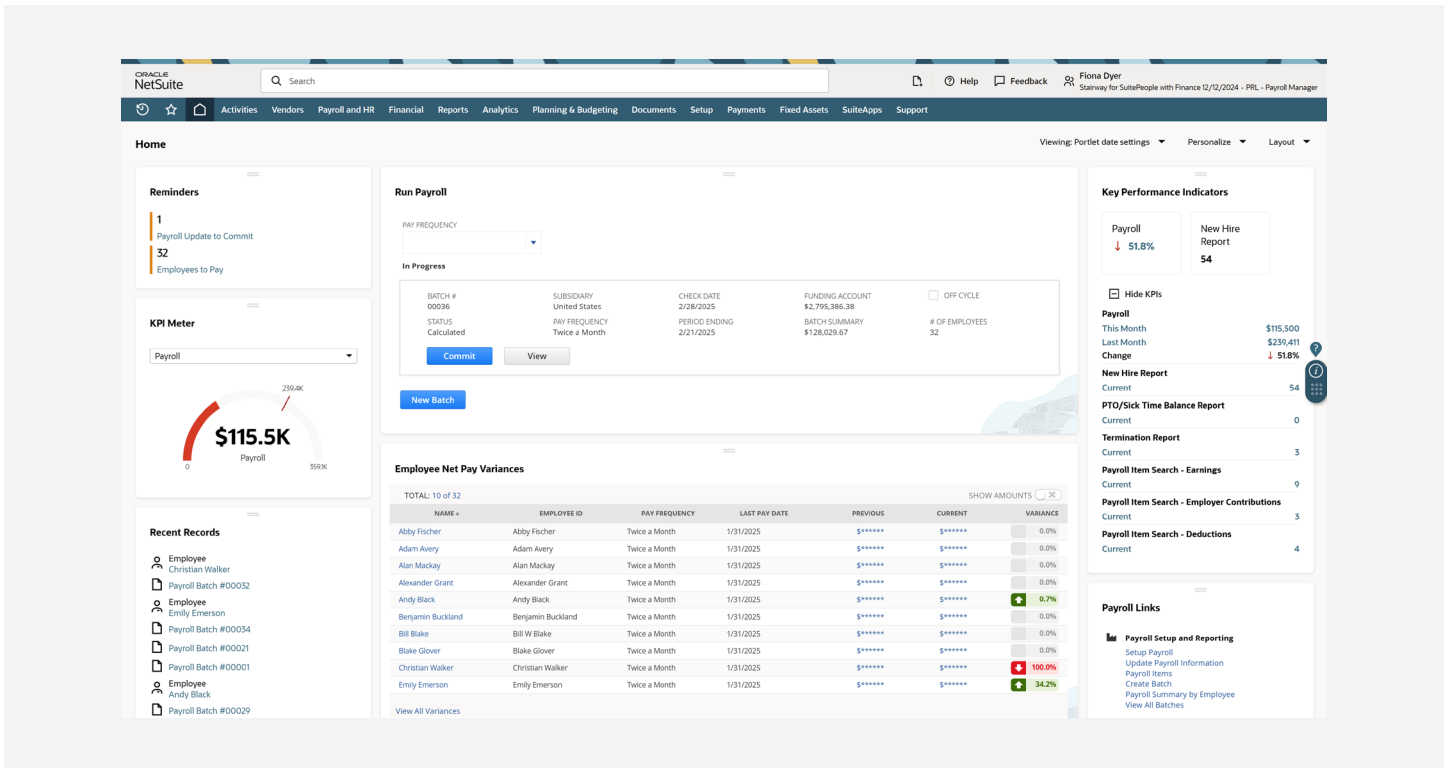 ORACLE
NetSuite
Search
Help
Feedback
Fiona Dyer
Stairway for SuitePeople with Finance 12/12/2024 - PRL - Payroll Manager
Activities Vendors Payroll and HR Financial Reports Analytics Planning & Budgeting Documents Setup Payments Fixed Assets SuiteApps Support
Home
Viewing: Portlet date settings Personalize Layout
Reminders
1
Payroll Update to Commit
32
Employees to Pay
KPI Meter
Payroll
239.4K
$115.5K
Payroll
0
359.1K
Recent Records
Employee
Christian Walker
Payroll Batch #00032
Employee
Emily Emerson
Payroll Batch #00034
Payroll Batch #00021
Payroll Batch #00001
Employee
Andy Black
Payroll Batch #00029
Run Payroll
PAY FREQUENCY
In Progress
BATCH # SUBSIDIARY CHECK DATE FUNDING ACCOUNT OFF CYCLE
00036 United States 2/28/2025 $2,795,386.38
STATUS PAY FREQUENCY PERIOD ENDING BATCH SUMMARY # OF EMPLOYEES
Calculated Twice a Month 2/21/2025 $128,029.67 32
Commit View
New Batch
Employee Net Pay Variances
TOTAL: 10 of 32 SHOW AMOUNTS
NAME EMPLOYEE ID PAY FREQUENCY LAST PAY DATE PREVIOUS CURRENT VARIANCE
Abby Fischer Abby Fischer Twice a Month 1/31/2025 $****** $****** 0.0%
Adam Avery Adam Avery Twice a Month 1/31/2025 $****** $****** 0.0%
Alan Mackay Alan Mackay Twice a Month 1/31/2025 $****** $****** 0.0%
Alexander Grant Alexander Grant Twice a Month 1/31/2025 $****** $****** 0.0%
Andy Black Andy Black Twice a Month 1/31/2025 $****** $****** 0.7%
Benjamin Buckland Benjamin Buckland Twice a Month 1/31/2025 $****** $****** 0.0%
Bill Blake Bill W Blake Twice a Month 1/31/2025 $****** $****** 0.0%
Blake Glover Blake Glover Twice a Month 1/31/2025 $****** $****** 0.0%
Christian Walker Christian Walker Twice a Month 1/31/2025 $****** $****** 100.0%
Emily Emerson Emily Emerson Twice a Month 1/31/2025 $****** $****** 34.2%
View All Variances
Key Performance Indicators
Payroll
↓ 51.8%
New Hire
Report
54
Hide KPIs
Payroll
This Month $115,500
Last Month $239,411
Change ↓ 51.8%
New Hire Report
Current 54
PTO/Sick Time Balance Report
Current 0
Termination Report
Current 3
Payroll Item Search - Earnings
Current 9
Payroll Item Search - Employer Contributions
Current 3
Payroll Item Search - Deductions
Current 4
Payroll Links
Payroll Setup and Reporting
Setup Payroll
Update Payroll Information
Payroll Items
Create Batch
Payroll Summary by Employee
View All Batches